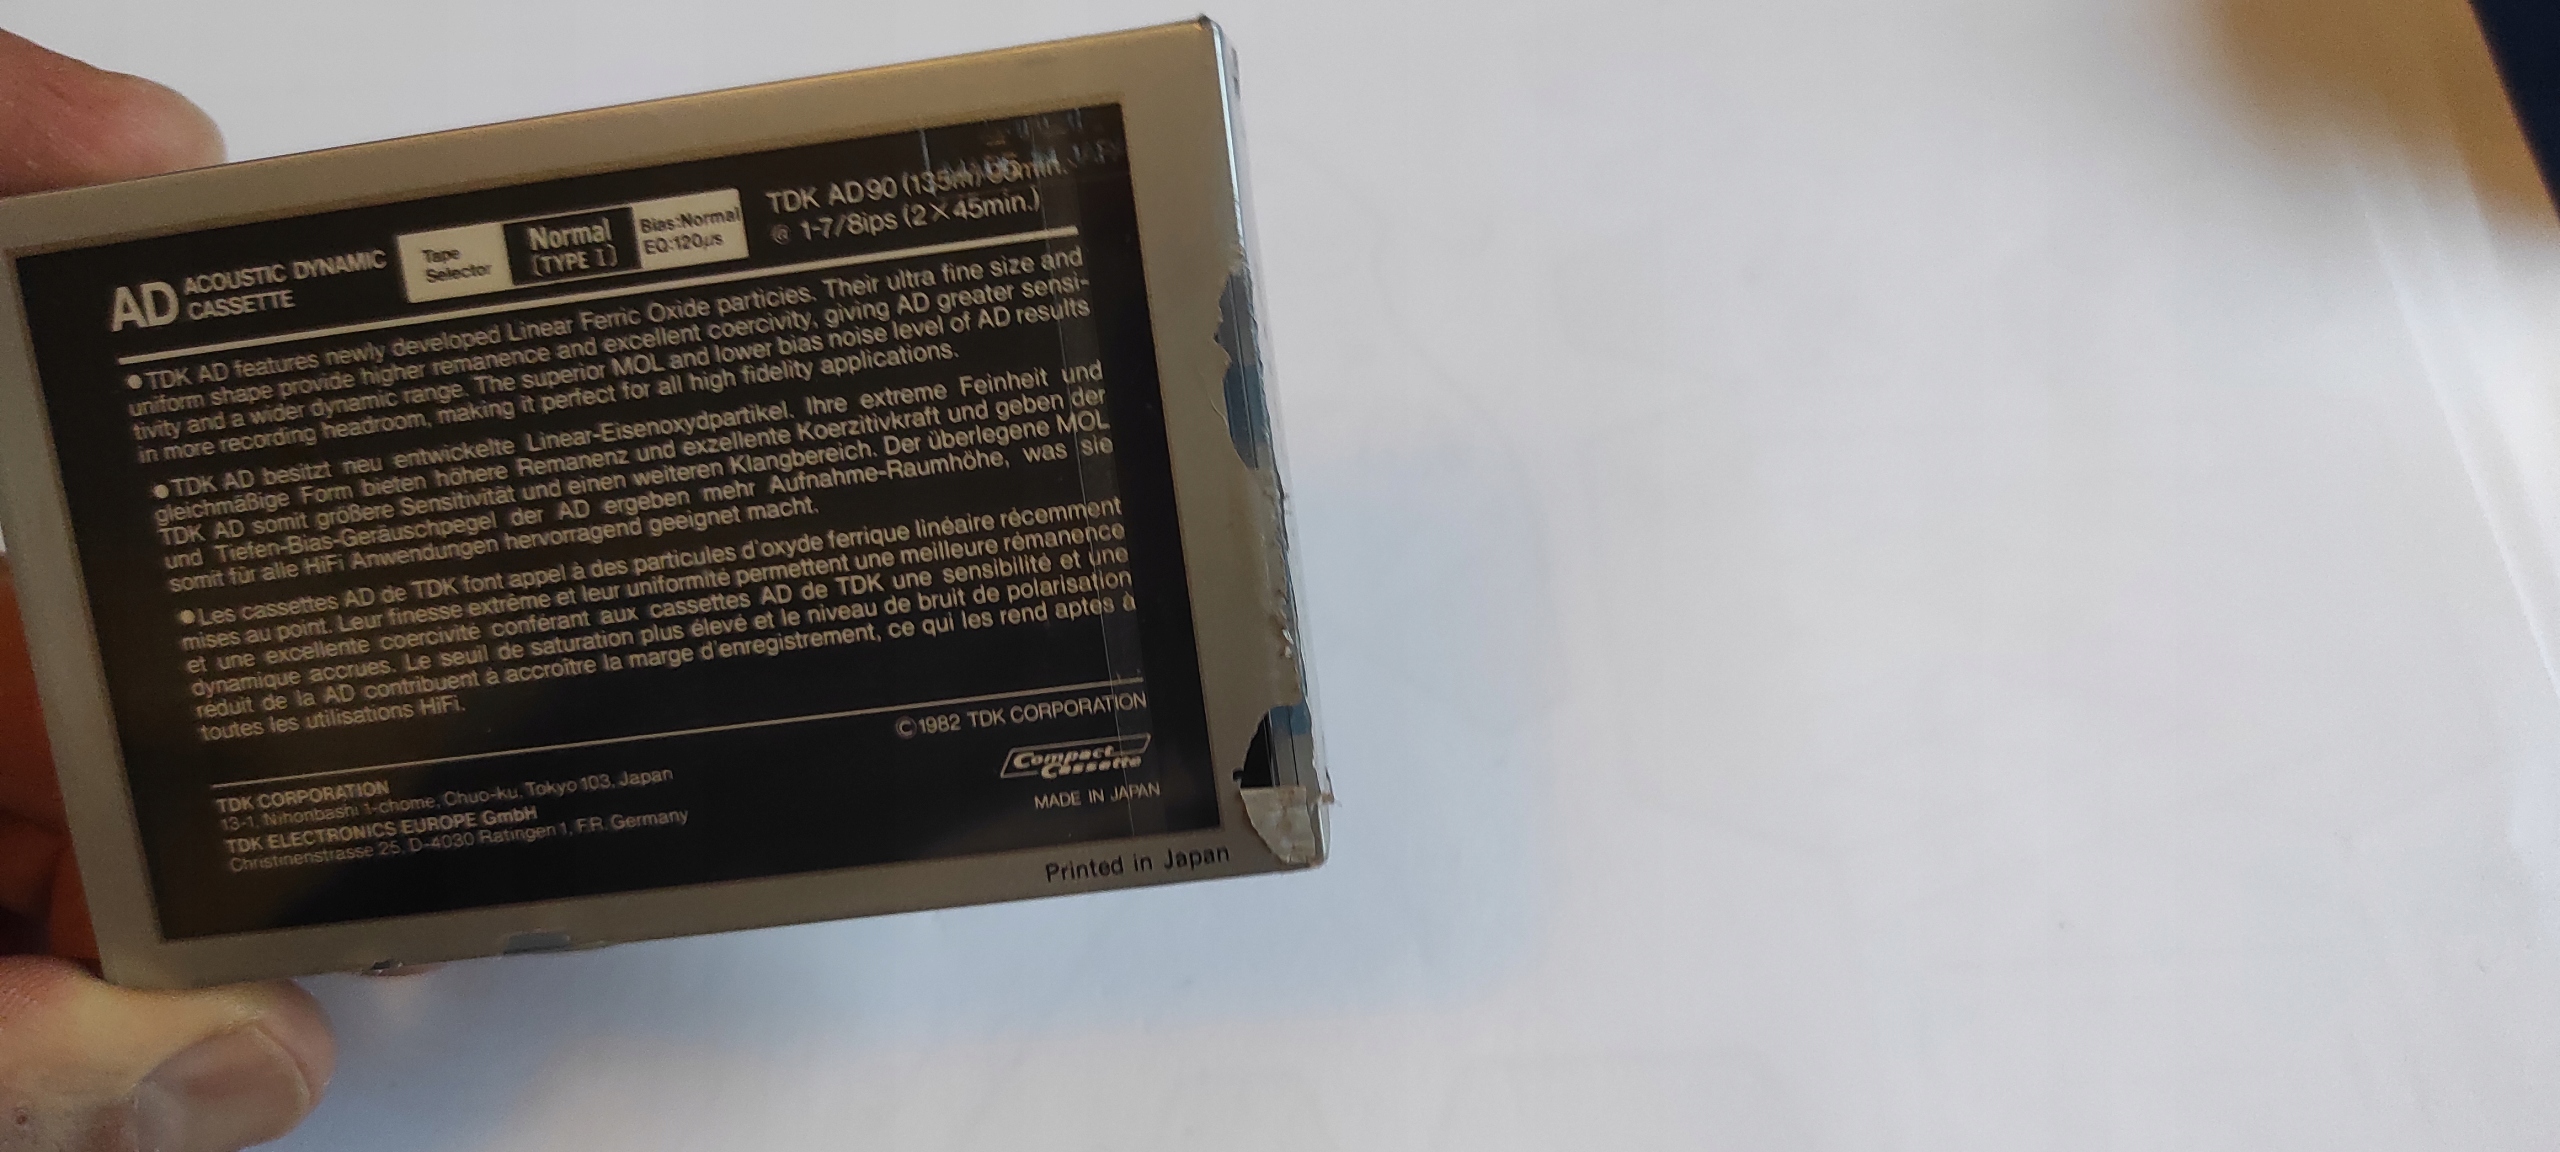 AD ACOUSTIC DYNAMIC
CASSETTE
Tape
Selector
Normal
[TYPE I]
Bias:Normal
EQ:120µs
TDK AD90 (135m) 90min.
@ 1-7/8ips (2×45min.)
●TDK AD features newly developed Linear Ferric Oxide particies. Their ultra fine size and
uniform shape provide higher remanence and excellent coercivity, giving AD greater sensi-
tivity and a wider dynamic range. The superior MOL and lower bias noise level of AD results
in more recording headroom, making it perfect for all high fidelity applications.
●TDK AD besitzt neu entwickelte Linear-Eisenoxydpartikel. Ihre extreme Feinheit und
gleichmäßige Form bieten höhere Remanenz und exzellente Koerzitivkraft und geben der
TDK AD somit größere Sensitivität und einen weiteren Klangbereich. Der überlegene MOL
und Tiefen-Bias-Geräuschpegel der AD ergeben mehr Aufnahme-Raumhöhe, was sie
somit für alle HiFi Anwendungen hervorragend geeignet macht.
●Les cassettes AD de TDK font appel à des particules d'oxyde ferrique linéaire récemment
mises au point. Leur finesse extrême et leur uniformité permettent une meilleure rémanence
et une excellente coercivité conférant aux cassettes AD de TDK une sensibilité et une
dynamique accrues. Le seuil de saturation plus élevé et le niveau de bruit de polarisation
réduit de la AD contribuent à accroître la marge d'enregistrement, ce qui les rend aptes à
toutes les utilisations HiFi.
©1982 TDK CORPORATION
Compact
Cassette
MADE IN JAPAN
TDK CORPORATION
13-1, Nihonbashi 1-chome, Chuo-ku, Tokyo 103, Japan
TDK ELECTRONICS EUROPE GmbH
Christinenstrasse 25, D-4030 Ratingen 1, F.R. Germany
Printed in Japan